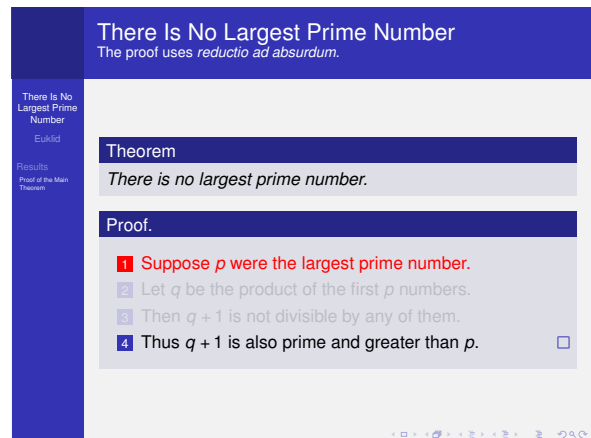 There Is No Largest Prime Number
The proof uses reductio ad absurdum.
There Is No
Largest Prime
Number
Euklid
Results
Proof of the Main
Theorem
Theorem
There is no largest prime number.
Proof.
1 Suppose p were the largest prime number.
2 Let q be the product of the first p numbers.
3 Then q + 1 is not divisible by any of them.
4 Thus q + 1 is also prime and greater than p.